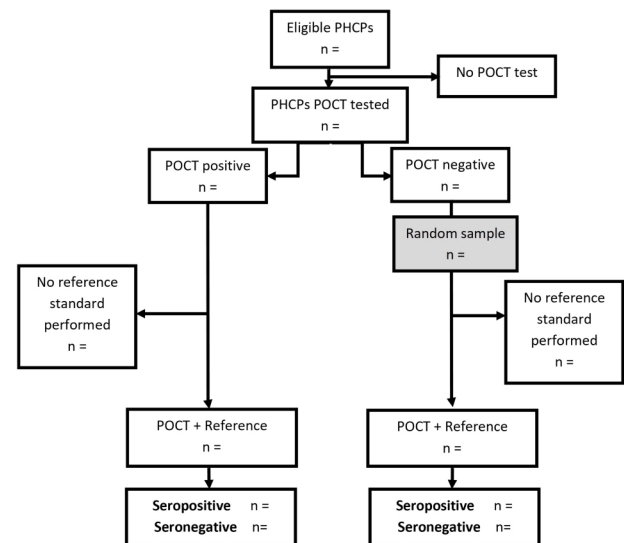 Eligible PHCPs
n =
No POCT test
PHCPs POCT tested
n =
POCT positive
n =
POCT negative
n =
Random sample
n =
No reference
standard
performed
n =
No reference
standard
performed
n =
POCT + Reference
n =
POCT + Reference
n =
Seropositive n =
Seronegative n=
Seropositive n =
Seronegative n=